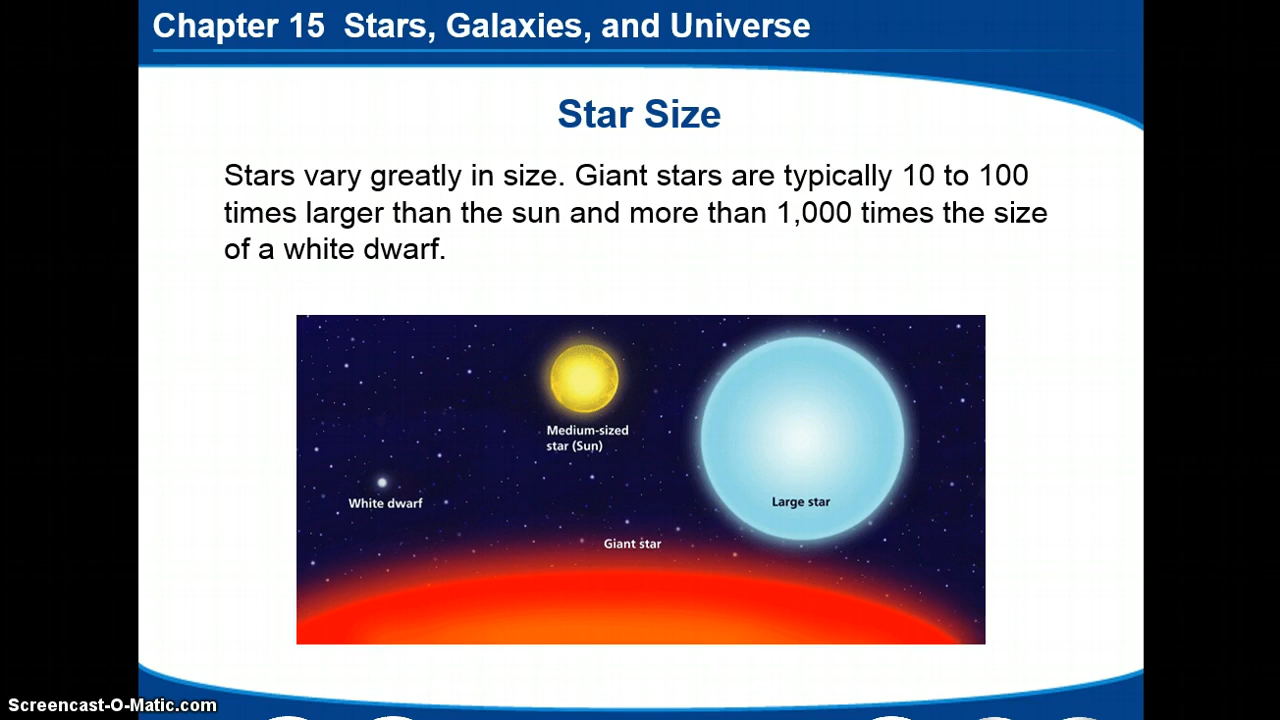 Chapter 15 Stars, Galaxies, and Universe
Star Size
Stars vary greatly in size. Giant stars are typically 10 to 100
times larger than the sun and more than 1,000 times the size
of a white dwarf.
Medium-sized
star (Sun)
White dwarf
Large star
Giant star
Screencast-O-Matic.com